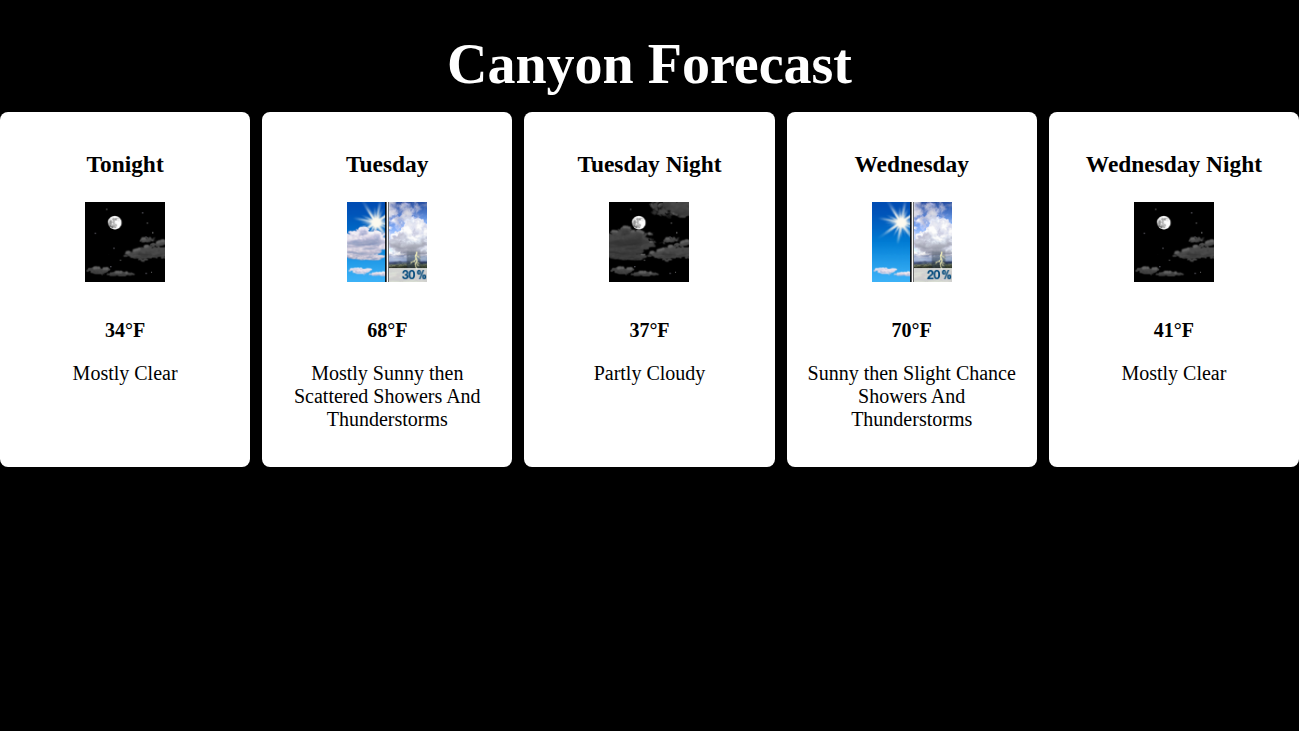 Canyon Forecast
Tonight
34°F
Mostly Clear
Tuesday
30%
68°F
Mostly Sunny then
Scattered Showers And
Thunderstorms
Tuesday Night
37°F
Partly Cloudy
Wednesday
20%
70°F
Sunny then Slight Chance
Showers And
Thunderstorms
Wednesday Night
41°F
Mostly Clear